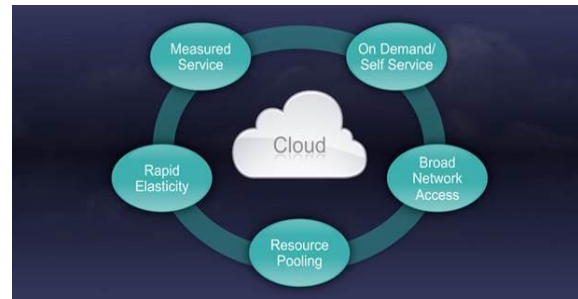 Measured
Service
On Demand/
Self Service
Cloud
Rapid
Elasticity
Broad
Network
Access
Resource
Pooling